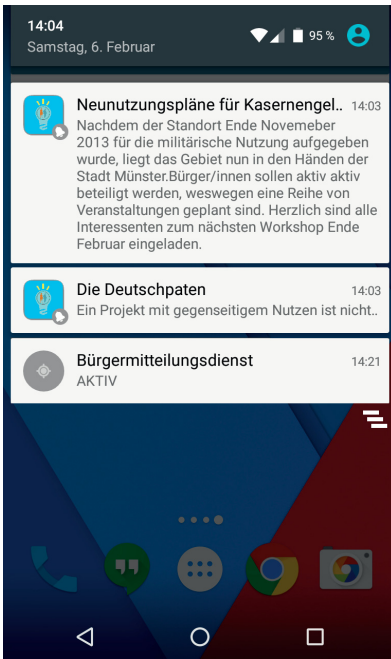 14:04
Samstag, 6. Februar
95 %
Neunutzungspläne für Kasernengel..
14:03
Nachdem der Standort Ende Novemeber
2013 für die militärische Nutzung aufgegeben
wurde, liegt das Gebiet nun in den Händen der
Stadt Münster.Bürger/innen sollen aktiv aktiv
beteiligt werden, weswegen eine Reihe von
Veranstaltungen geplant sind. Herzlich sind alle
Interessenten zum nächsten Workshop Ende
Februar eingeladen.
Die Deutschpaten
14:03
Ein Projekt mit gegenseitigem Nutzen ist nicht..
Bürgermitteilungsdienst
14:21
AKTIV